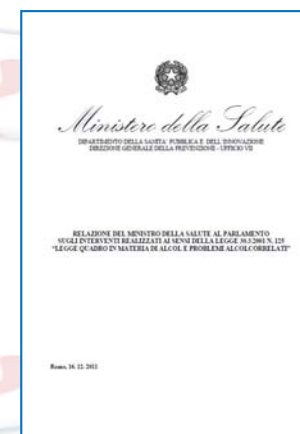 Ministero della Salute
DIPARTIMENTO DELLA SANITA' PUBBLICA E DELL'INNOVAZIONE
DIREZIONE GENERALE DELLA PREVENZIONE - UFFICIO VII
RELAZIONE DEL MINISTRO DELLA SALUTE AL PARLAMENTO
SUGLI INTERVENTI REALIZZATI AI SENSI DELLA LEGGE 30.3.2001 N. 125
"LEGGE QUADRO IN MATERIA DI ALCOL E PROBLEMI ALCOLCORRELATI"
Roma, 16. 12. 2011